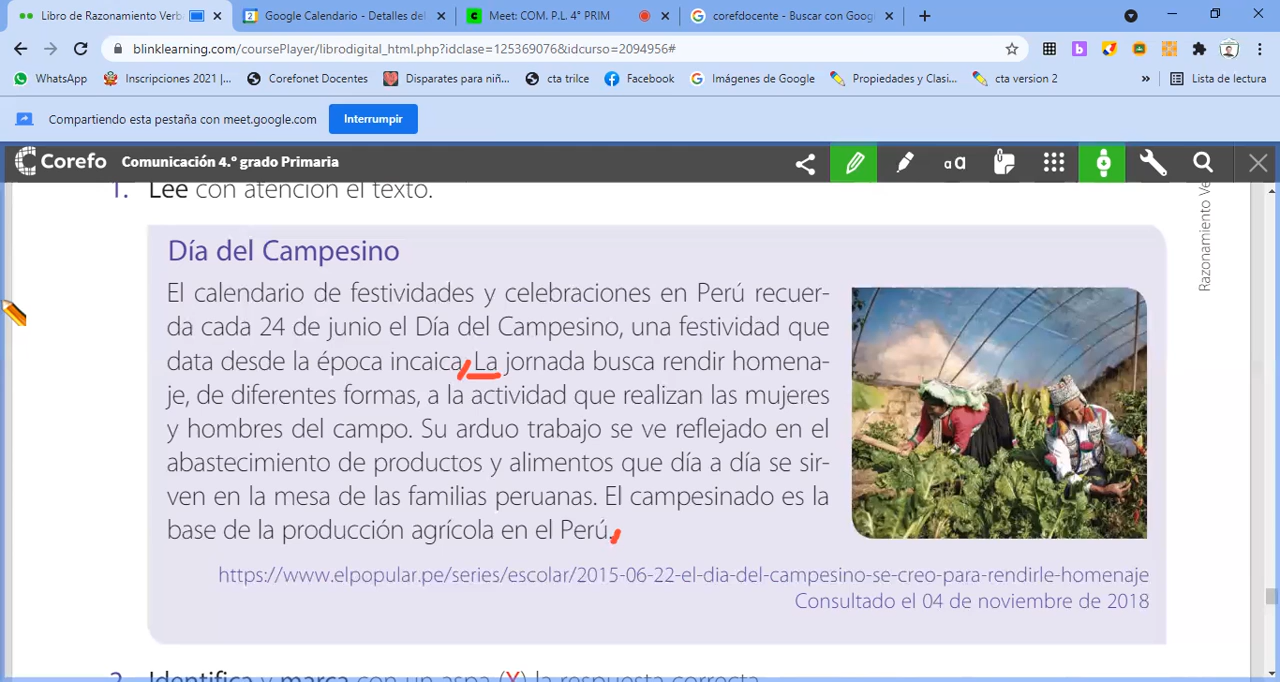 Libro de Razonamiento Verb
Google Calendario - Detalles del
Meet: COM. P.L. 4° PRIM
corefdocente - Buscar con Goog
blinklearning.com/coursePlayer/librodigital_html.php?idclase=125369076&idcurso=2094956#
WhatsApp
Inscripciones 2021 |...
Corefonet Docentes
Disparates para niñ...
cta trilce
Facebook
Imágenes de Google
Propiedades y Clasi...
cta version 2
»
Lista de lectura
Compartiendo esta pestaña con meet.google.com
Interrumpir
Corefo
Comunicación 4.º grado Primaria
aa
1. Lee con atención el texto.
Razonamiento Ve
Día del Campesino
El calendario de festividades y celebraciones en Perú recuer-
da cada 24 de junio el Día del Campesino, una festividad que
data desde la época incaica. La jornada busca rendir homena-
je, de diferentes formas, a la actividad que realizan las mujeres
y hombres del campo. Su arduo trabajo se ve reflejado en el
abastecimiento de productos y alimentos que día a día se sir-
ven en la mesa de las familias peruanas. El campesinado es la
base de la producción agrícola en el Perú.
https://www.elpopular.pe/series/escolar/2015-06-22-el-dia-del-campesino-se-creo-para-rendirle-homenaje
Consultado el 04 de noviembre de 2018
2. Identifica y marca con un aspa (X) la respuesta correcta.